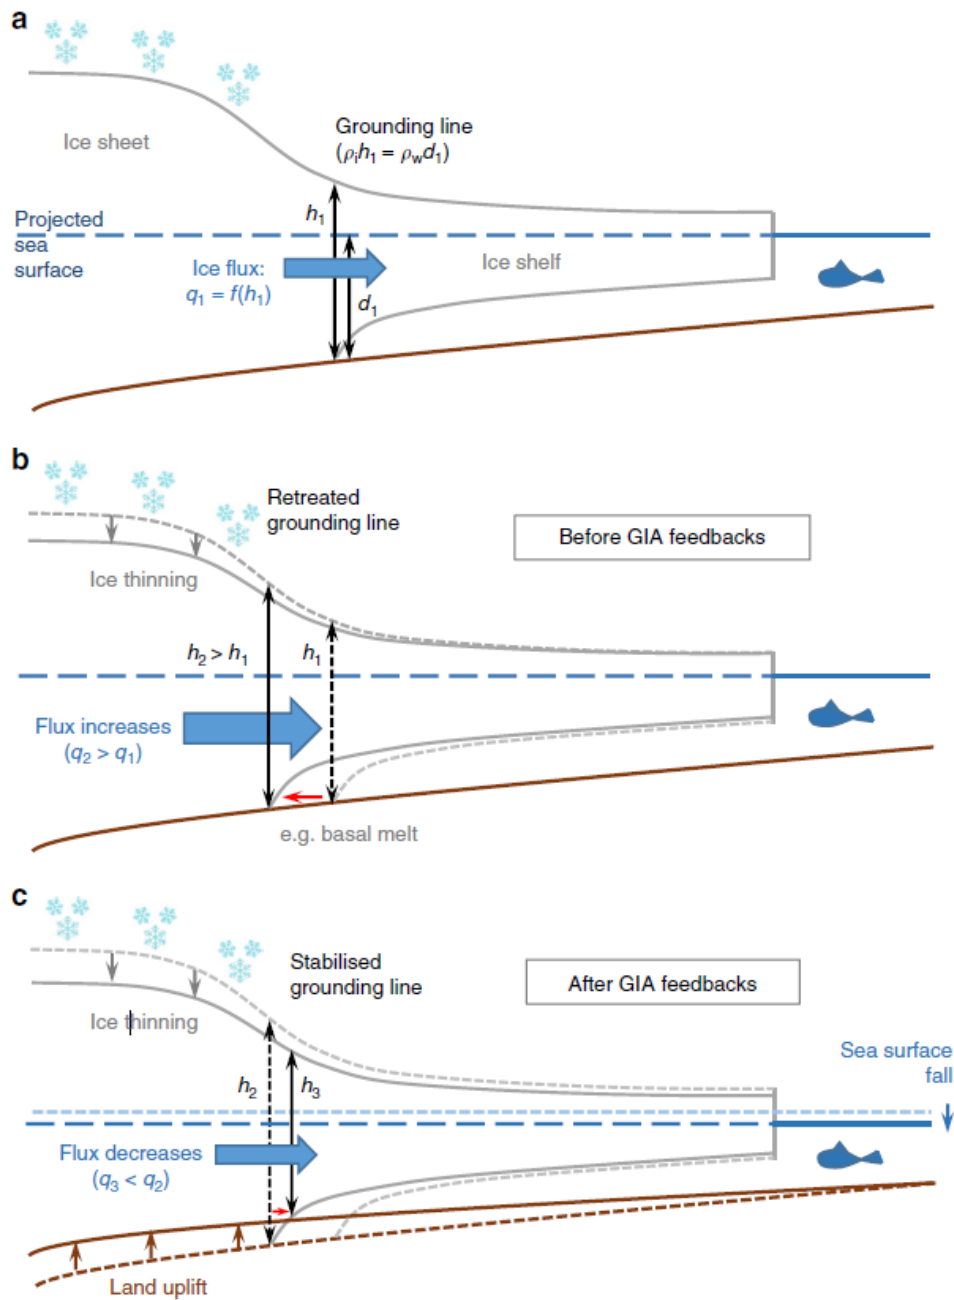 a
Ice sheet
Grounding line
(ρᵢh₁ = ρ_w d₁)
h₁
Projected
sea
surface
Ice flux:
q₁ = f(h₁)
d₁
Ice shelf
b
Retreated
grounding line
Before GIA feedbacks
Ice thinning
h₂ > h₁
h₁
Flux increases
(q₂ > q₁)
e.g. basal melt
c
Stabilised
grounding line
After GIA feedbacks
Ice thinning
Sea surface
fall
h₂
h₃
Flux decreases
(q₃ < q₂)
Land uplift